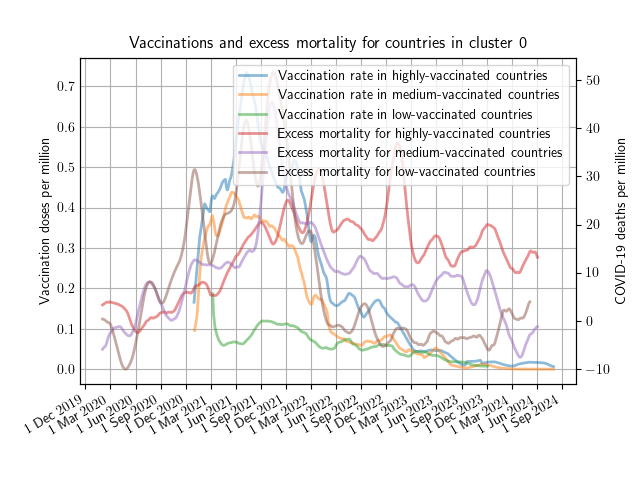 Vaccinations and excess mortality for countries in cluster 0
Vaccination rate in highly-vaccinated countries
Vaccination rate in medium-vaccinated countries
Vaccination rate in low-vaccinated countries
Excess mortality for highly-vaccinated countries
Excess mortality for medium-vaccinated countries
Excess mortality for low-vaccinated countries
Vaccination doses per million
0.7
0.6
0.5
0.4
0.3
0.2
0.1
0.0
COVID-19 deaths per million
50
40
30
20
10
0
−10
1 Dec 2019
1 Mar 2020
1 Jun 2020
1 Sep 2020
1 Dec 2020
1 Mar 2021
1 Jun 2021
1 Sep 2021
1 Dec 2021
1 Mar 2022
1 Jun 2022
1 Sep 2022
1 Dec 2022
1 Mar 2023
1 Jun 2023
1 Sep 2023
1 Dec 2023
1 Mar 2024
1 Jun 2024
1 Sep 2024